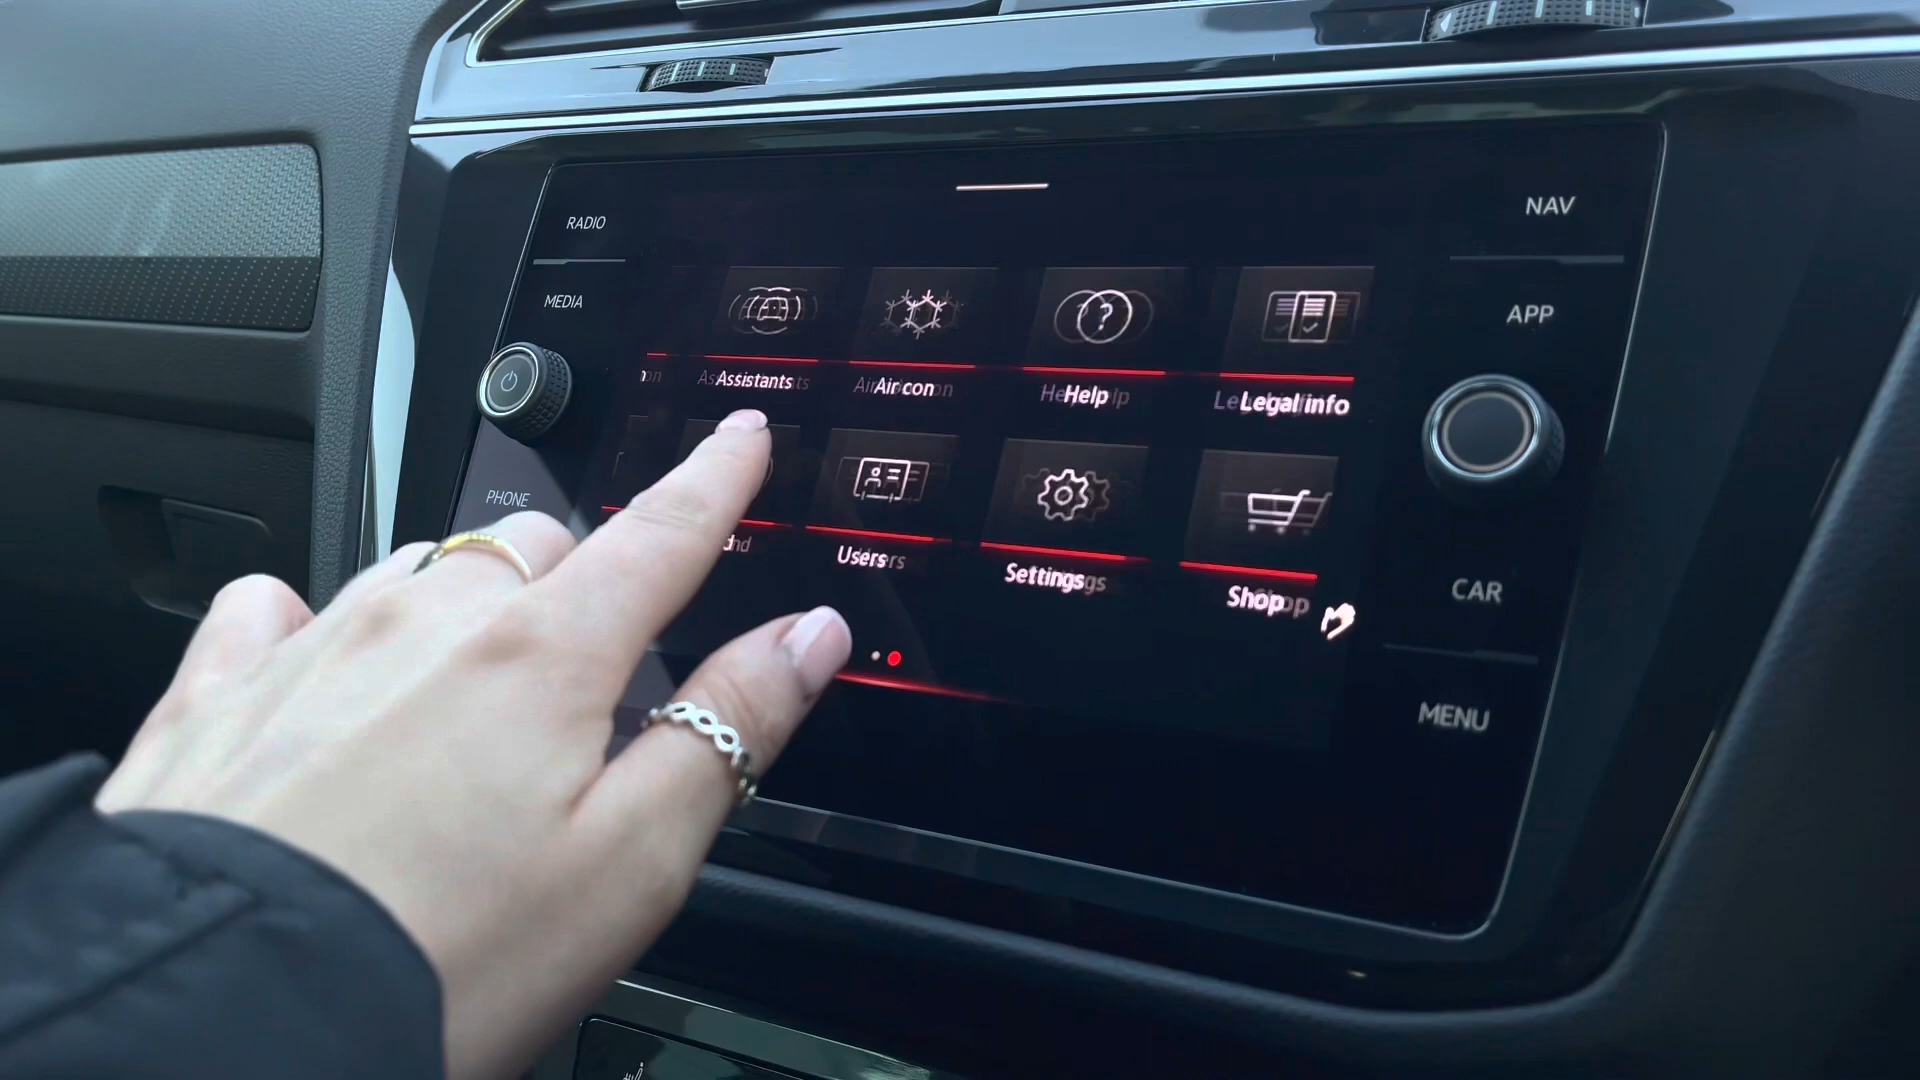 RADIO
NAV
MEDIA
APP
Assistants
Air con
Help
Legal info
PHONE
Users
Settings
Shop
CAR
MENU